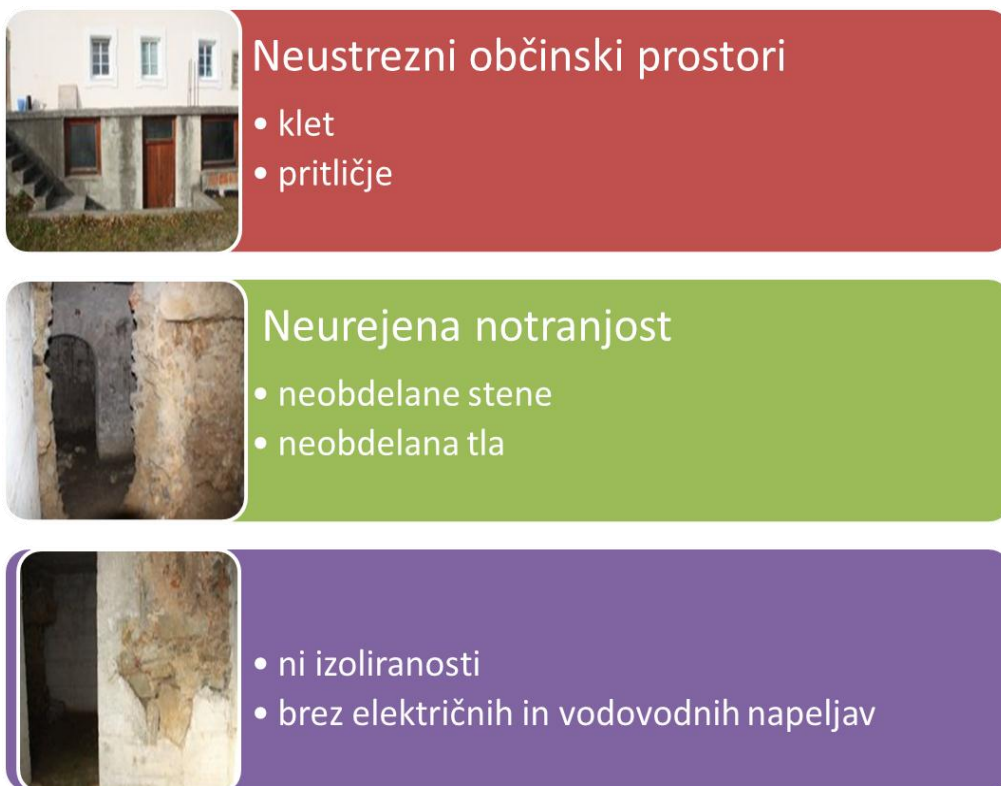 Neustrezni občinski prostori
• klet
• pritličje
Neurejena notranjost
• neobdelane stene
• neobdelana tla
• ni izoliranosti
• brez električnih in vodovodnih napeljav